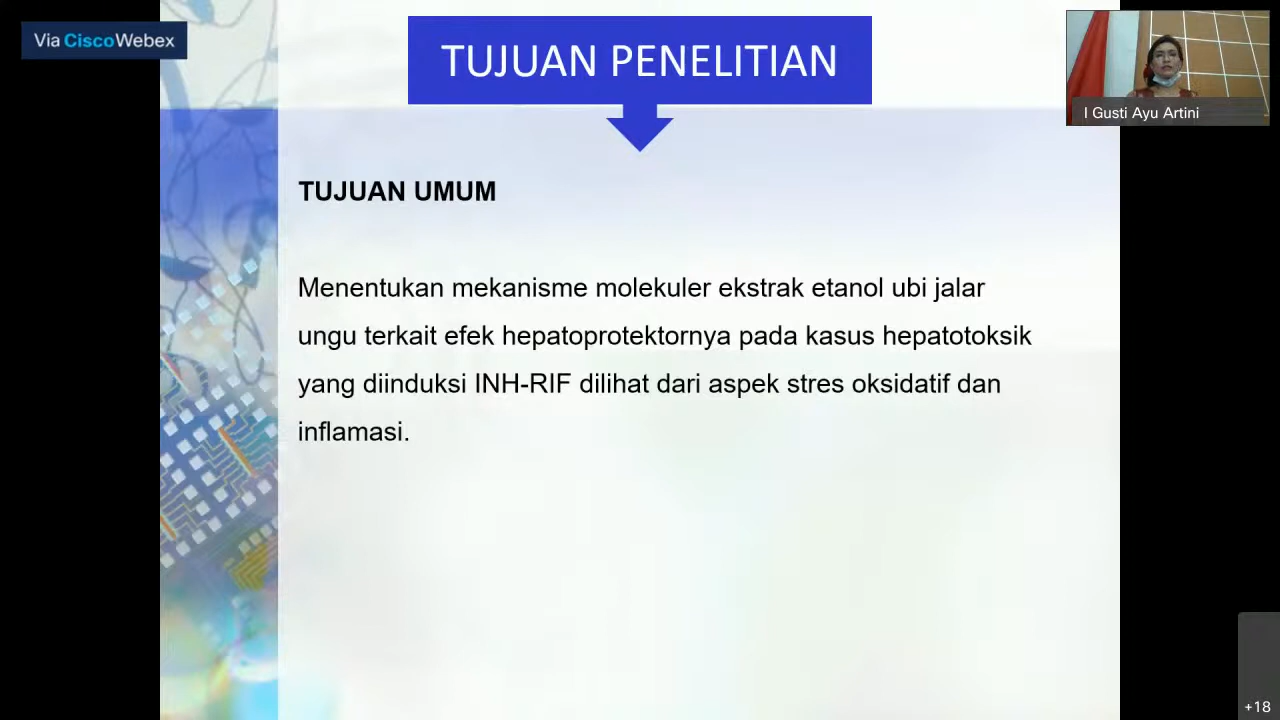 Via CiscoWebex
TUJUAN PENELITIAN
I Gusti Ayu Artini
TUJUAN UMUM
Menentukan mekanisme molekuler ekstrak etanol ubi jalar
ungu terkait efek hepatoprotektornya pada kasus hepatotoksik
yang diinduksi INH-RIF dilihat dari aspek stres oksidatif dan
inflamasi.
+18